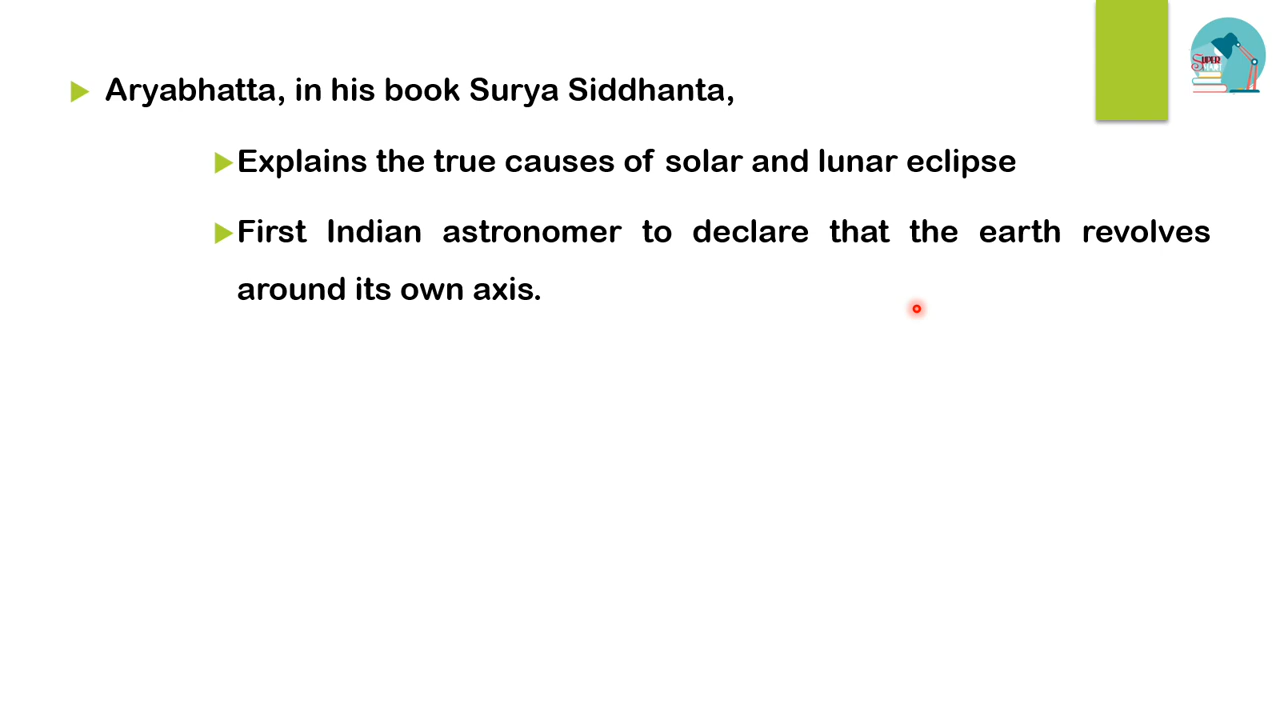 Aryabhatta, in his book Surya Siddhanta,
Explains the true causes of solar and lunar eclipse
First Indian astronomer to declare that the earth revolves
around its own axis.
SUPER